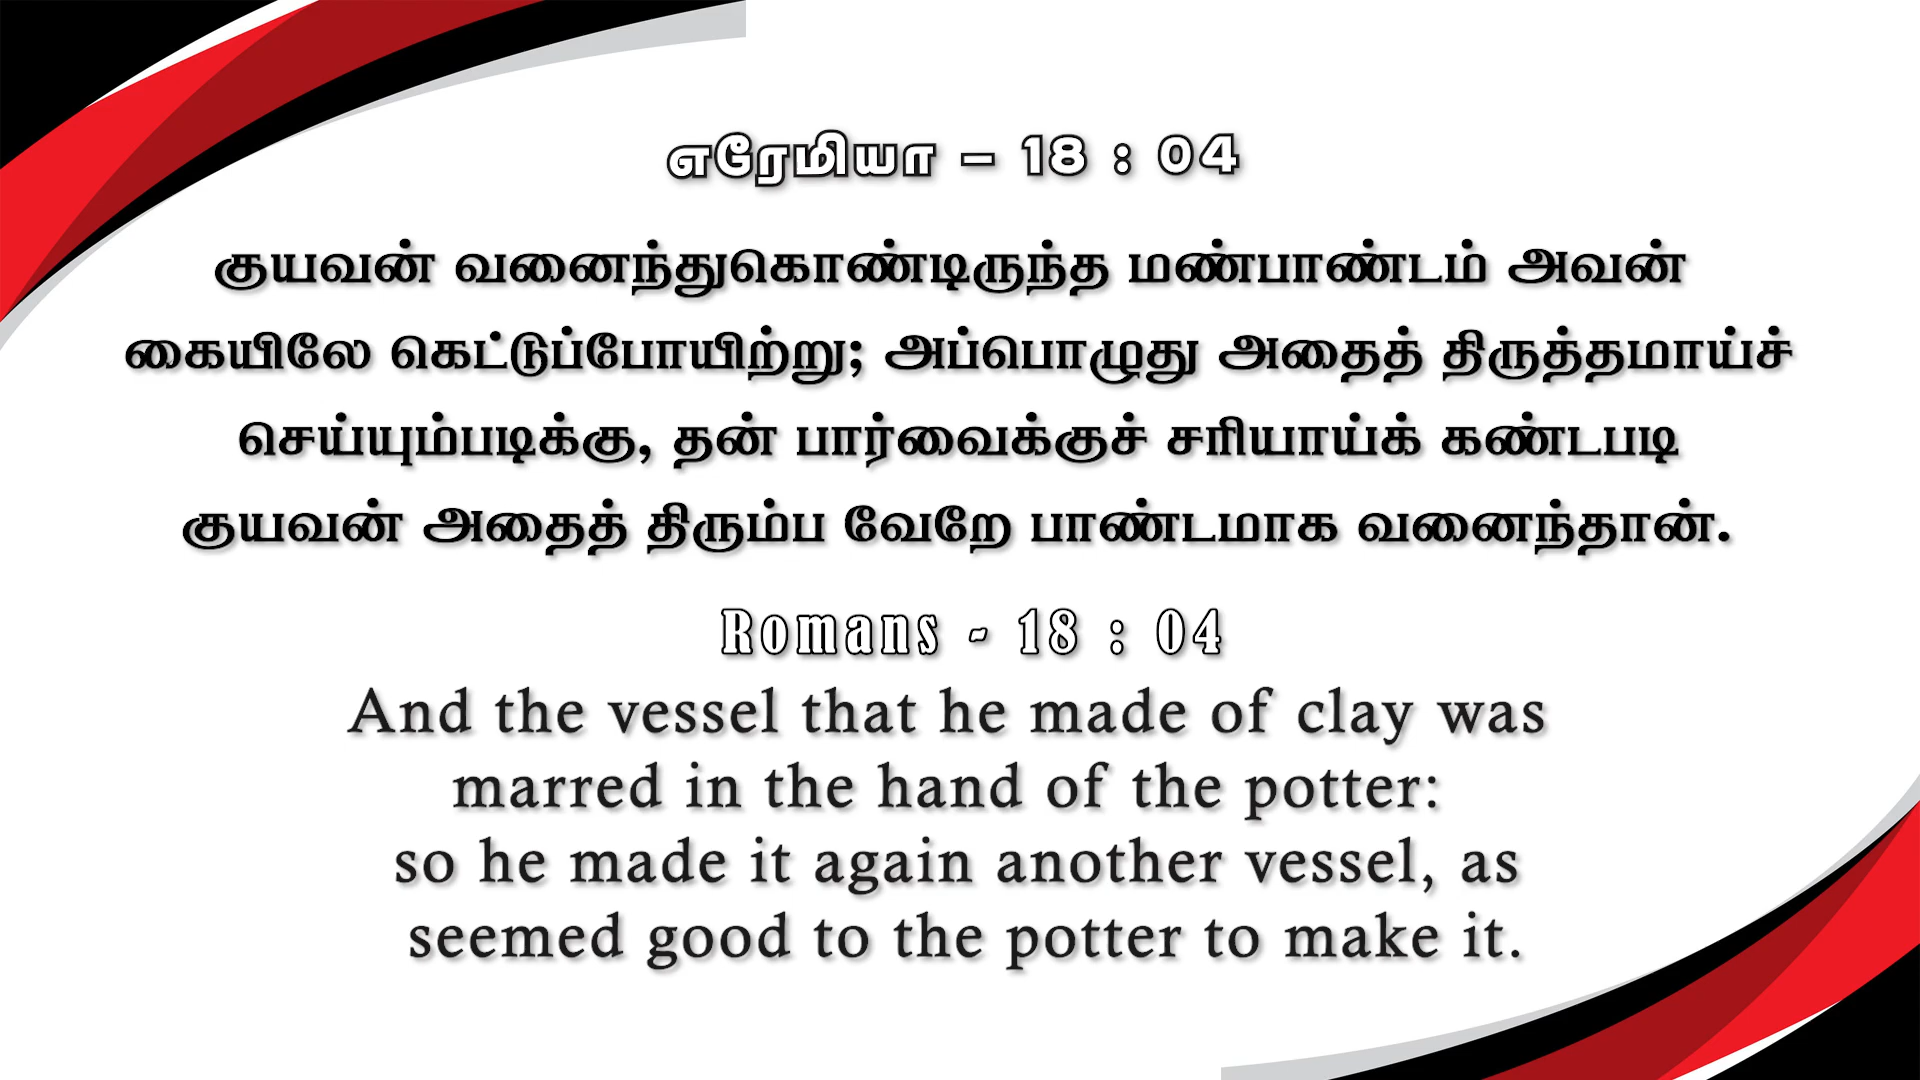 எரேமியா – 18 : 04
குயவன் வனைந்துகொண்டிருந்த மண்பாண்டம் அவன்
கையிலே கெட்டுப்போயிற்று; அப்பொழுது அதைத் திருத்தமாய்ச்
செய்யும்படிக்கு, தன் பார்வைக்குச் சரியாய்க் கண்டபடி
குயவன் அதைத் திரும்ப வேறே பாண்டமாக வனைந்தான்.
Romans - 18 : 04
And the vessel that he made of clay was
marred in the hand of the potter:
so he made it again another vessel, as
seemed good to the potter to make it.